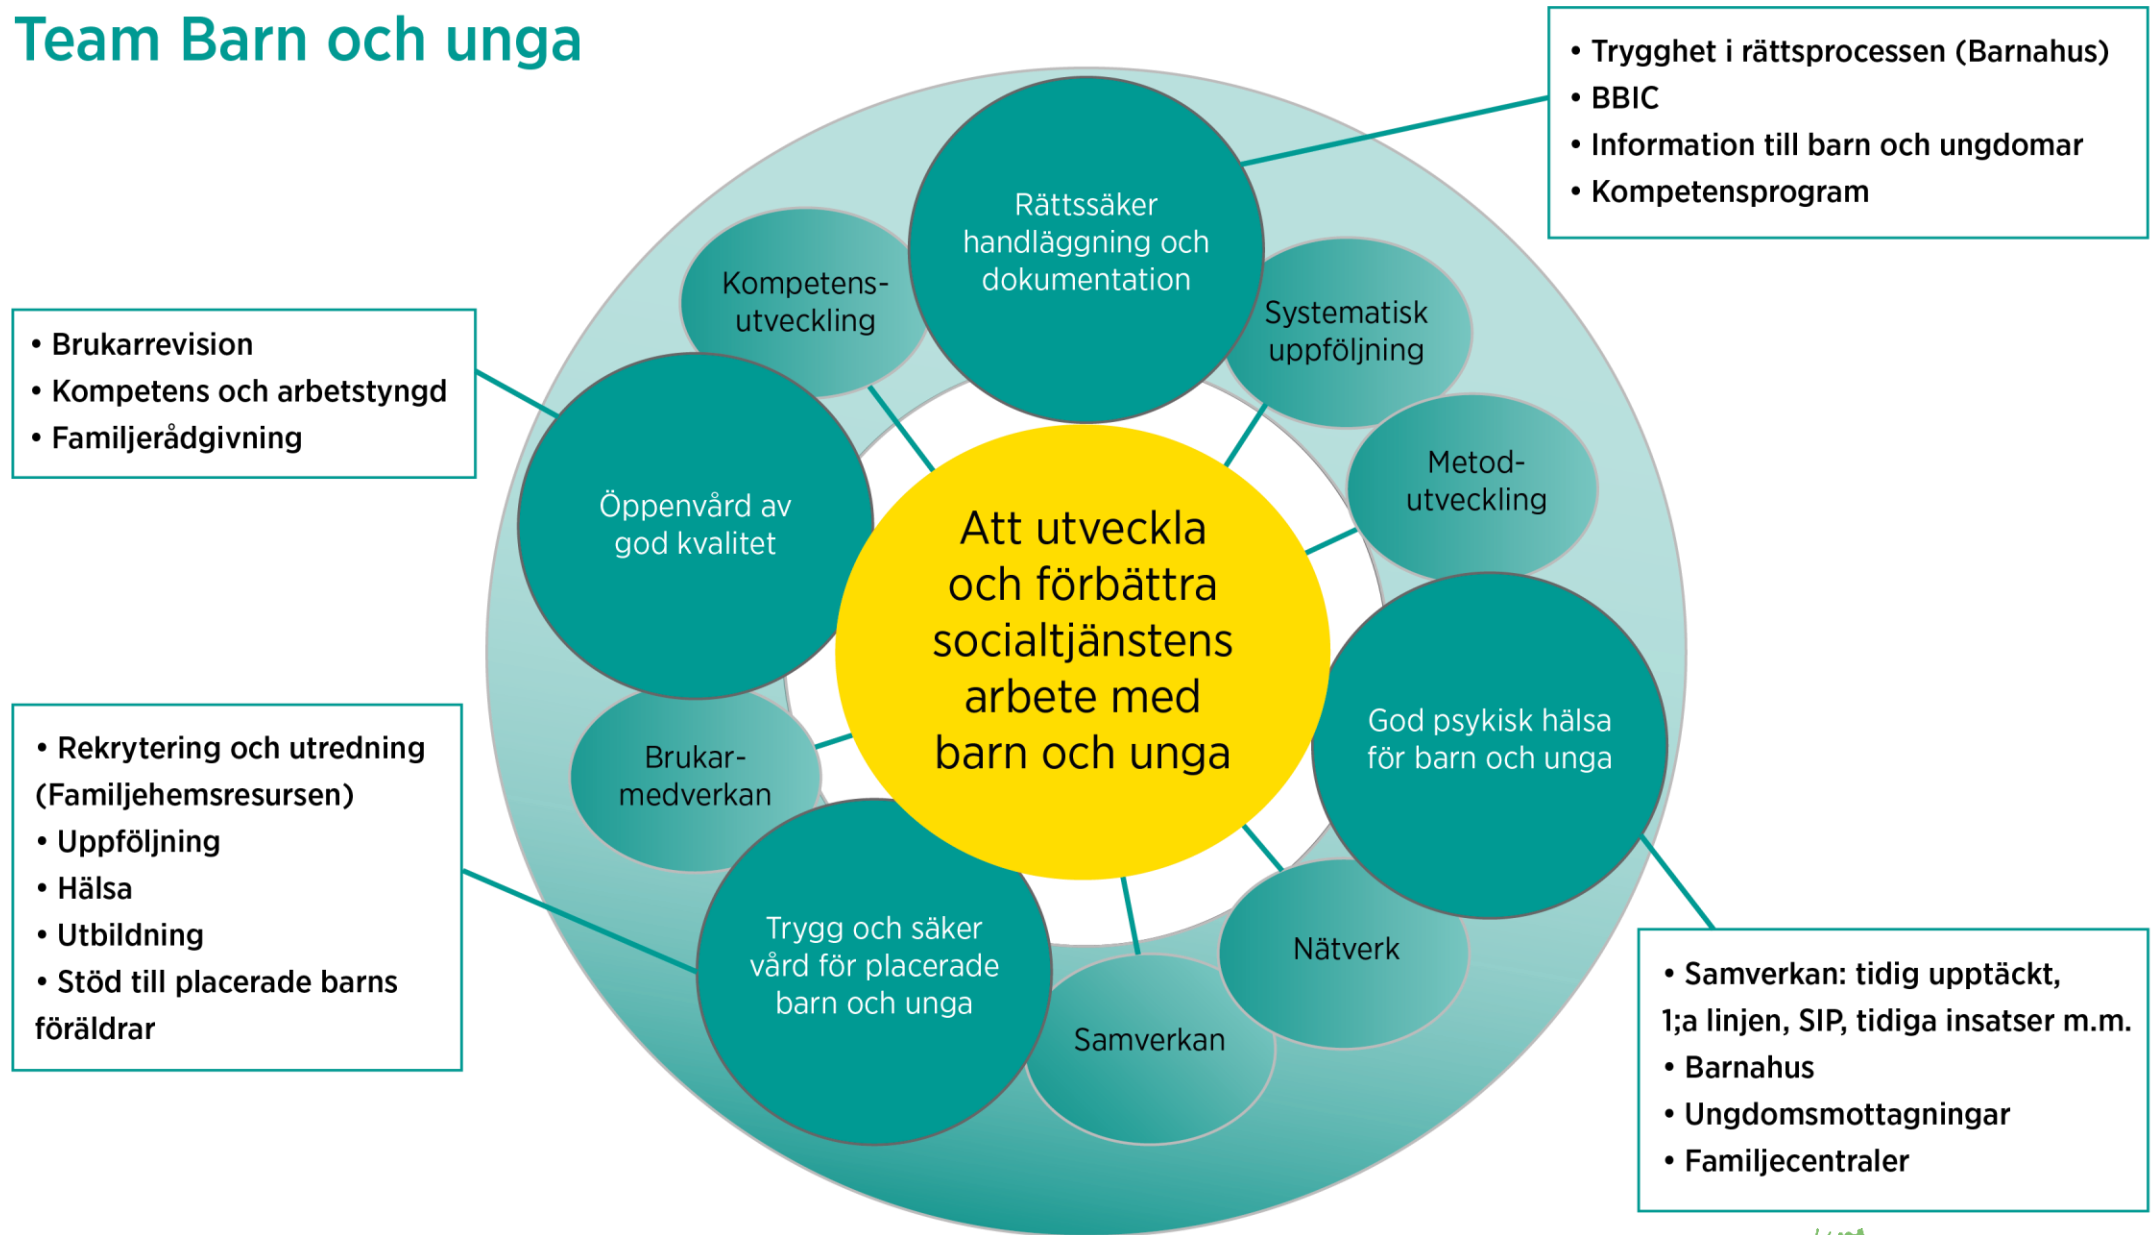 Team Barn och unga
• Trygghet i rättsprocessen (Barnahus)
• BBIC
• Information till barn och ungdomar
• Kompetensprogram
Rättssäker
handläggning och
dokumentation
Kompetens-
utveckling
Systematisk
uppföljning
• Brukarrevision
• Kompetens och arbetstyngd
• Familjerådgivning
Metod-
utveckling
Öppenvård av
god kvalitet
Att utveckla
och förbättra
socialtjänstens
arbete med
barn och unga
God psykisk hälsa
för barn och unga
Brukar-
medverkan
• Rekrytering och utredning
(Familjehemsresursen)
• Uppföljning
• Hälsa
• Utbildning
• Stöd till placerade barns
föräldrar
Trygg och säker
vård för placerade
barn och unga
Nätverk
Samverkan
• Samverkan: tidig upptäckt,
1;a linjen, SIP, tidiga insatser m.m.
• Barnahus
• Ungdomsmottagningar
• Familjecentraler